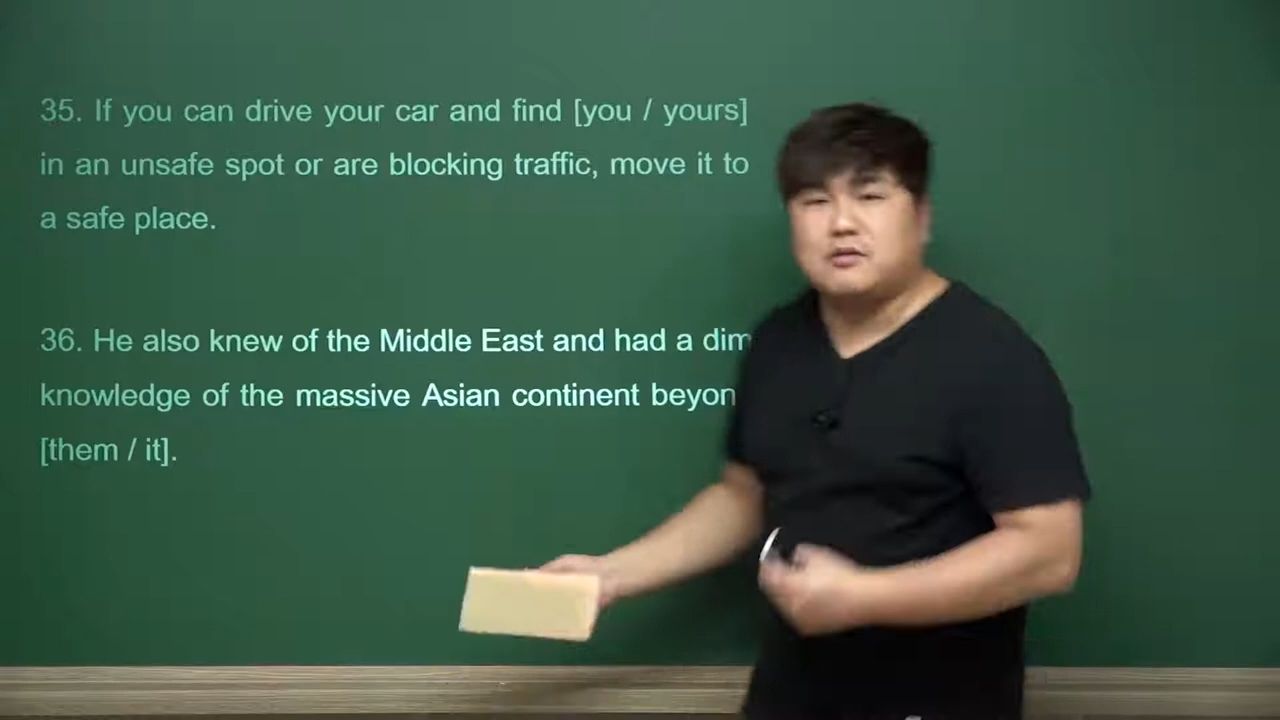 35. If you can drive your car and find [you / yours]
in an unsafe spot or are blocking traffic, move it to
a safe place.
36. He also knew of the Middle East and had a dim
knowledge of the massive Asian continent
[them / it].